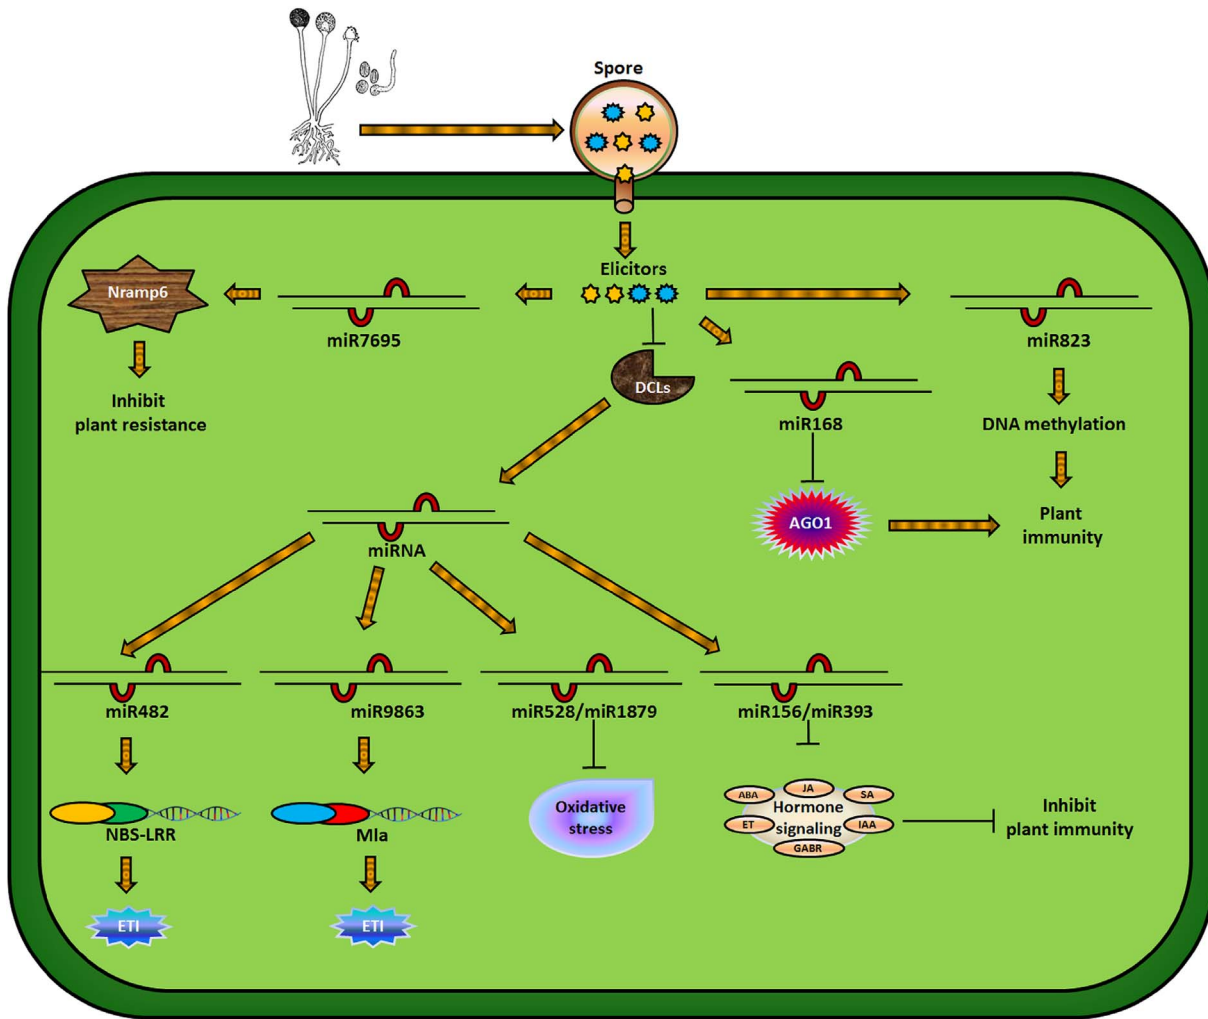 Spore
Elicitors
Nramp6
miR7695
miR823
Inhibit
plant resistance
DCLs
miR168
DNA methylation
AGO1
Plant
immunity
miRNA
miR482
miR9863
miR528/miR1879
miR156/miR393
NBS-LRR
Mla
Oxidative
stress
ABA
JA
SA
Hormone
signaling
ET
IAA
GABR
Inhibit
plant immunity
ETI
ETI